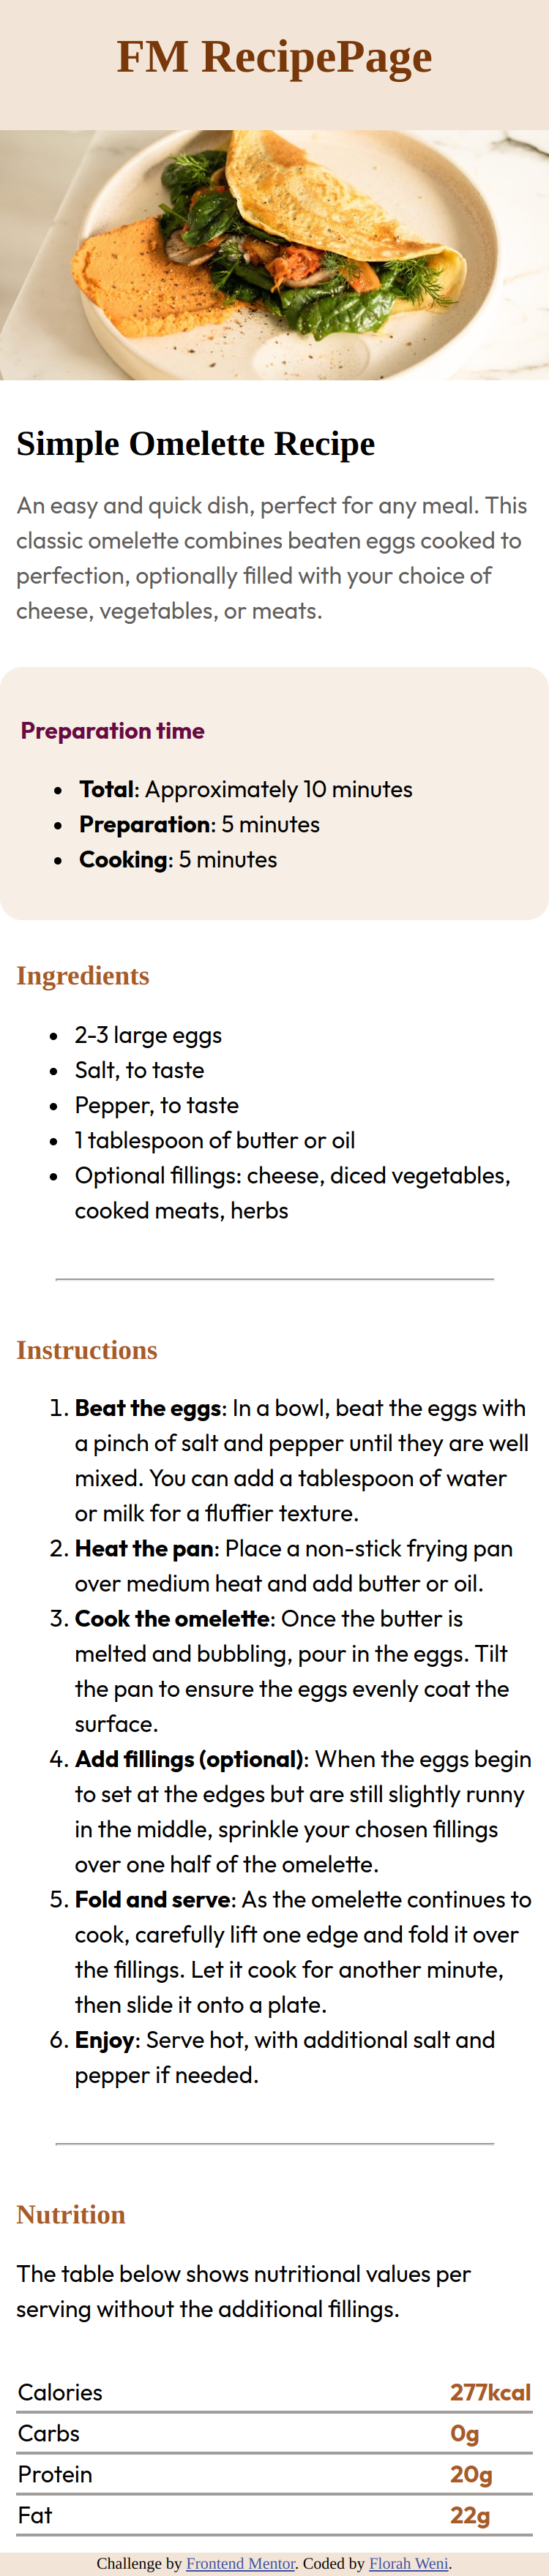 FM RecipePage
Simple Omelette Recipe
An easy and quick dish, perfect for any meal. This
classic omelette combines beaten eggs cooked to
perfection, optionally filled with your choice of
cheese, vegetables, or meats.
Preparation time
• Total: Approximately 10 minutes
• Preparation: 5 minutes
• Cooking: 5 minutes
Ingredients
• 2-3 large eggs
• Salt, to taste
• Pepper, to taste
• 1 tablespoon of butter or oil
• Optional fillings: cheese, diced vegetables,
cooked meats, herbs
Instructions
1. Beat the eggs: In a bowl, beat the eggs with
a pinch of salt and pepper until they are well
mixed. You can add a tablespoon of water
or milk for a fluffier texture.
2. Heat the pan: Place a non-stick frying pan
over medium heat and add butter or oil.
3. Cook the omelette: Once the butter is
melted and bubbling, pour in the eggs. Tilt
the pan to ensure the eggs evenly coat the
surface.
4. Add fillings (optional): When the eggs begin
to set at the edges but are still slightly runny
in the middle, sprinkle your chosen fillings
over one half of the omelette.
5. Fold and serve: As the omelette continues to
cook, carefully lift one edge and fold it over
the fillings. Let it cook for another minute,
then slide it onto a plate.
6. Enjoy: Serve hot, with additional salt and
pepper if needed.
Nutrition
The table below shows nutritional values per
serving without the additional fillings.
Calories 277kcal
Carbs 0g
Protein 20g
Fat 22g
Challenge by Frontend Mentor. Coded by Florah Weni.